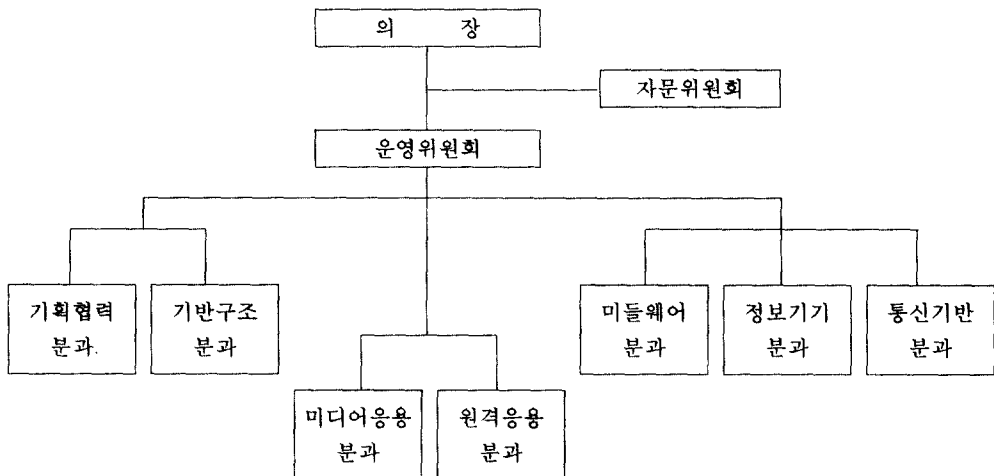 의 장
자문위원회
운영위원회
기획협력
분과.
기반구조
분과
미들웨어
분과
정보기기
분과
통신기반
분과
미디어응용
분과
원격응용
분과